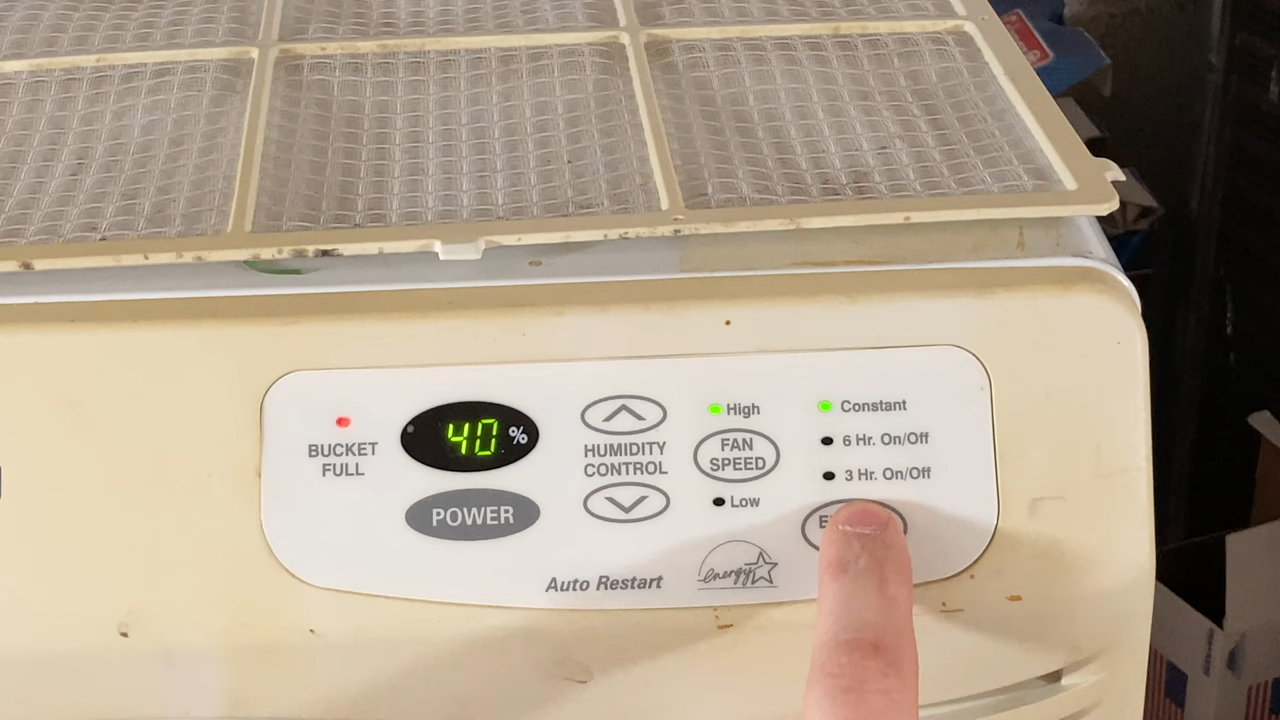 BUCKET
FULL
40 %
POWER
HUMIDITY
CONTROL
High
FAN
SPEED
Low
Constant
6 Hr. On/Off
3 Hr. On/Off
Auto Restart
energy